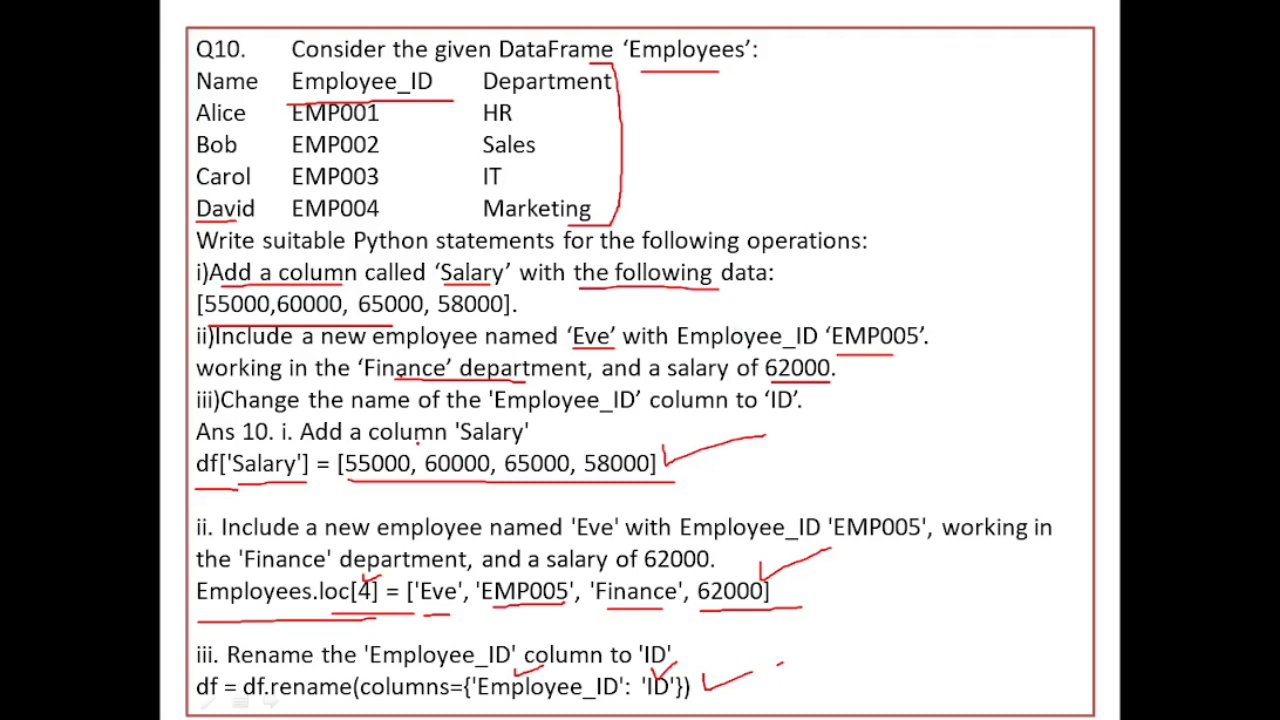 Q10. Consider the given DataFrame ‘Employees’:
Name Employee_ID Department
Alice EMP001 HR
Bob EMP002 Sales
Carol EMP003 IT
David EMP004 Marketing
Write suitable Python statements for the following operations:
i)Add a column called ‘Salary’ with the following data:
[55000,60000, 65000, 58000].
ii)Include a new employee named ‘Eve’ with Employee_ID ‘EMP005’.
working in the ‘Finance’ department, and a salary of 62000.
iii)Change the name of the 'Employee_ID’ column to ‘ID’.
Ans 10. i. Add a column 'Salary'
df['Salary'] = [55000, 60000, 65000, 58000]
ii. Include a new employee named 'Eve' with Employee_ID 'EMP005', working in
the 'Finance' department, and a salary of 62000.
Employees.loc[4] = ['Eve', 'EMP005', 'Finance', 62000]
iii. Rename the 'Employee_ID' column to 'ID'
df = df.rename(columns={'Employee_ID': 'ID'})